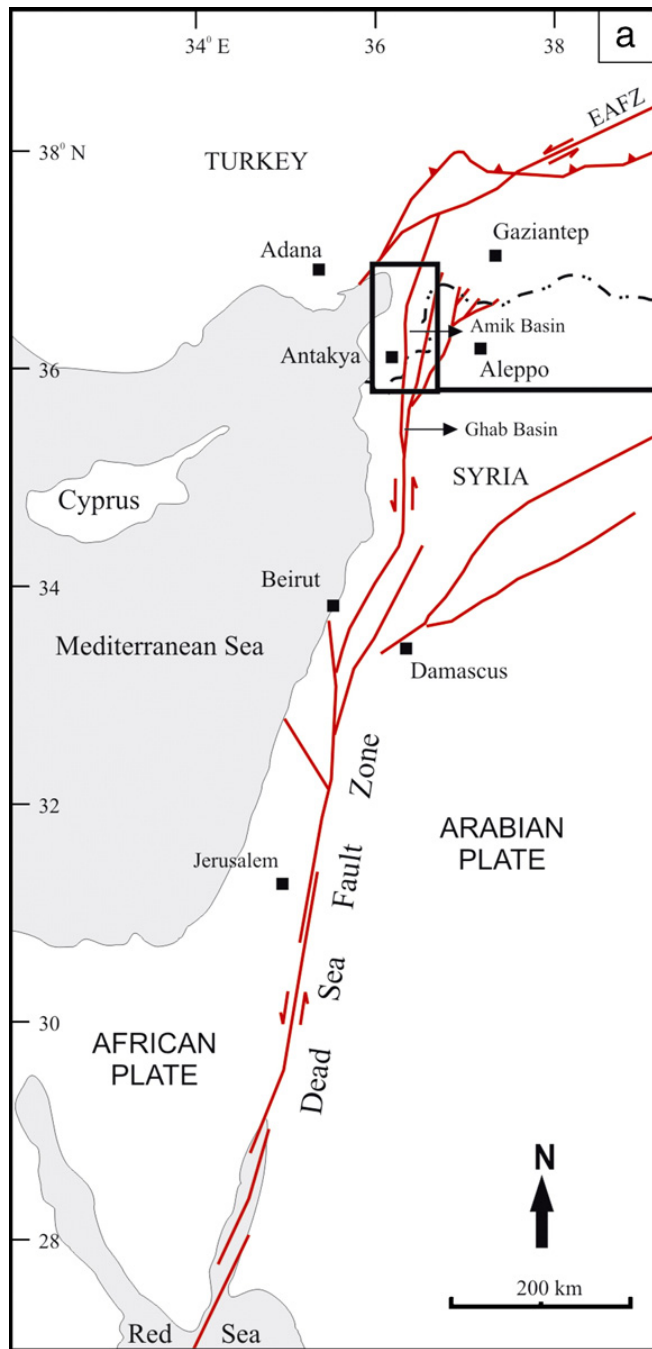 34° E 36 38 a
38° N
EAFZ
TURKEY
Gaziantep
Adana
Amik Basin
36
Antakya
Aleppo
Ghab Basin
SYRIA
Cyprus
34
Beirut
Mediterranean Sea
Damascus
32
Dead Sea Fault Zone
ARABIAN
PLATE
Jerusalem
30
AFRICAN
PLATE
N
28
200 km
Red Sea